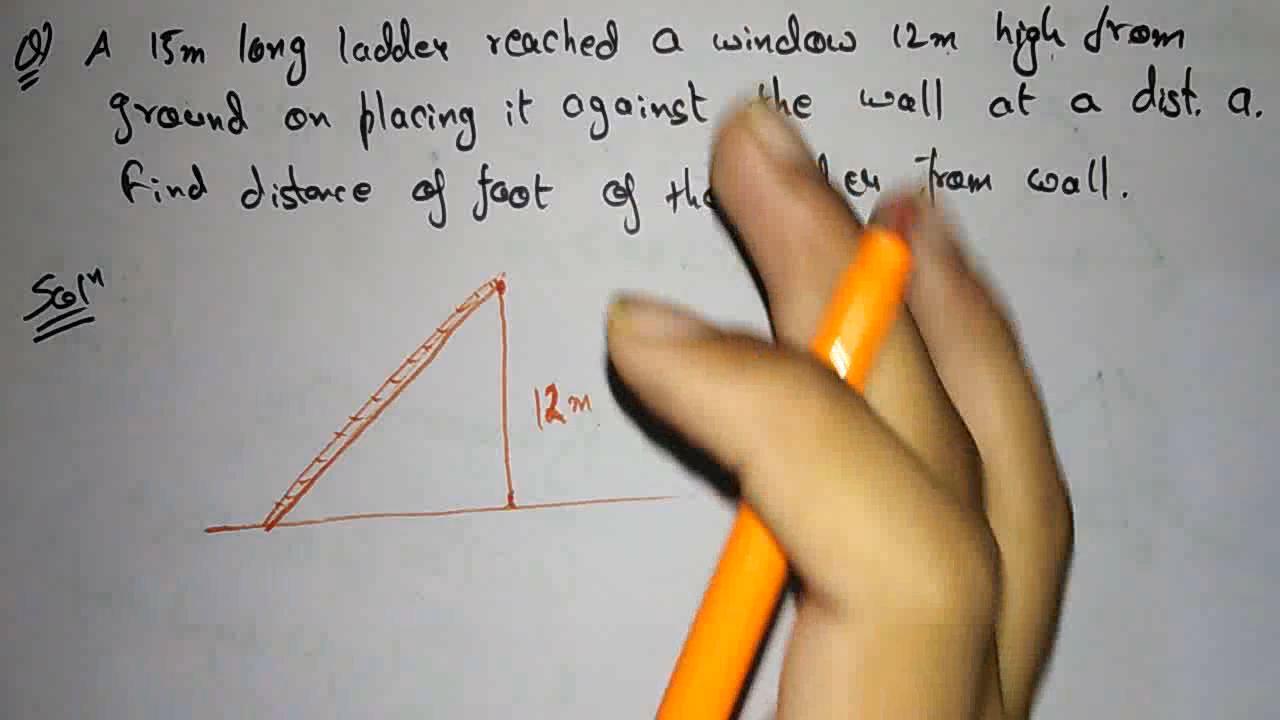 Q) A 15m long ladder reached a window 12m high from
ground on placing it against the wall at a dist. a.
Find distance of foot of the from wall.
Solⁿ
12m